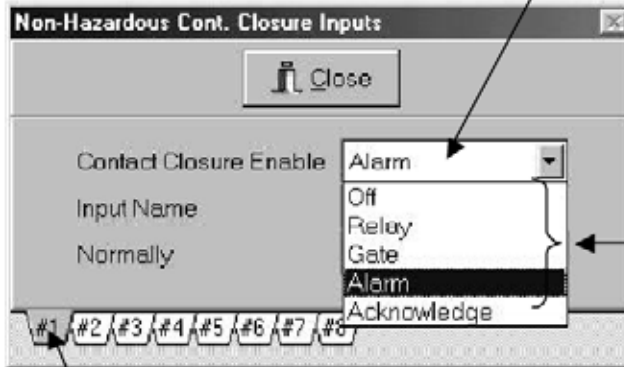 Non-Hazardous Cont. Closure Inputs
Close
Contact Closure Enable Alarm
Input Name
Normally
Off
Relay
Gate
Alarm
Acknowledge
#1 #2 #3 #4 #5 #6 #7 #8